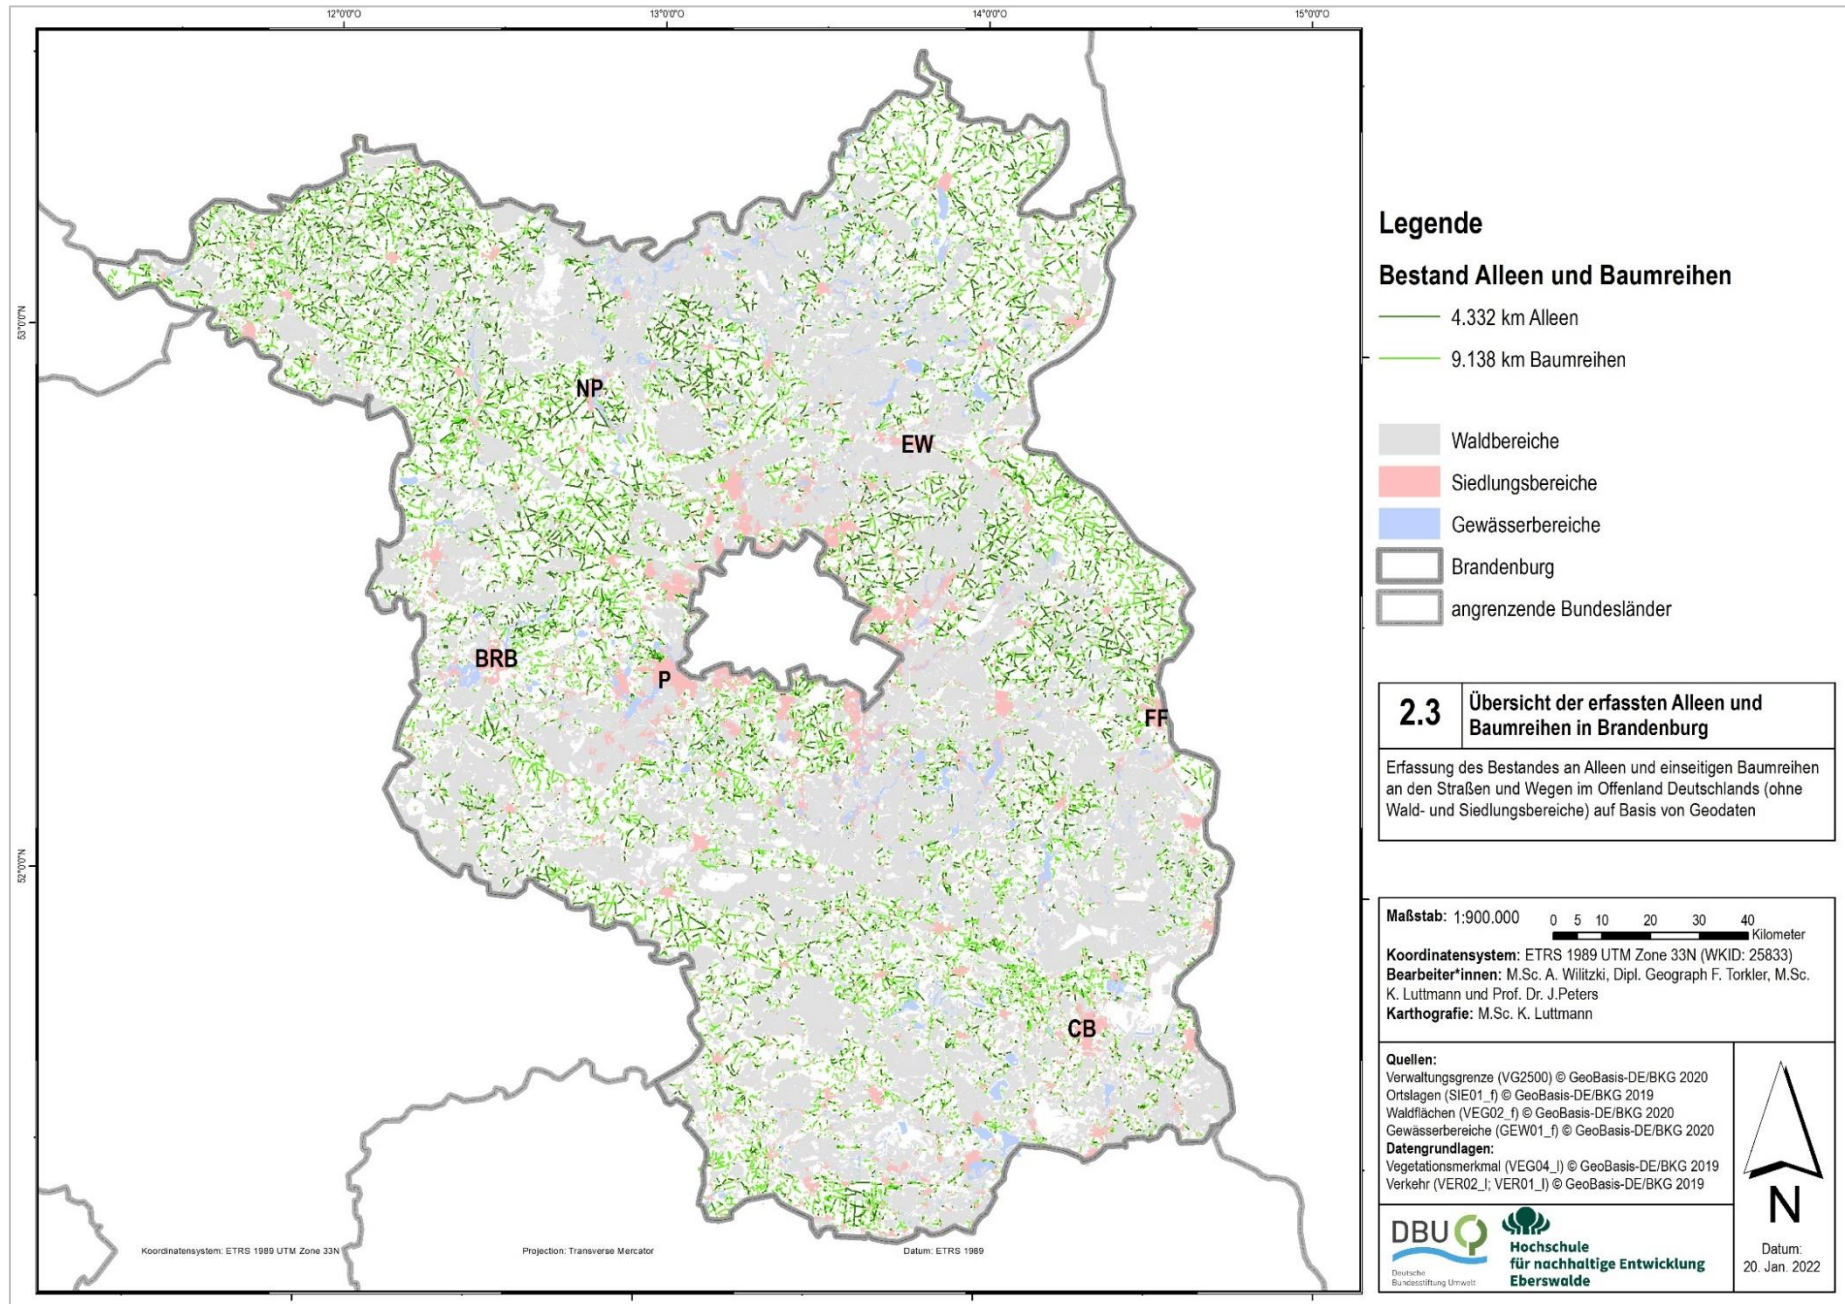 12°0'0"O
13°0'0"O
14°0'0"O
15°0'0"O
53°0'0"N
52°0'0"N
NP
EW
BRB
P
FF
CB
Koordinatensystem: ETRS 1989 UTM Zone 33N
Projection: Transverse Mercator
Datum: ETRS 1989
Legende
Bestand Alleen und Baumreihen
4.332 km Alleen
9.138 km Baumreihen
Waldbereiche
Siedlungsbereiche
Gewässerbereiche
Brandenburg
angrenzende Bundesländer
2.3
Übersicht der erfassten Alleen und
Baumreihen in Brandenburg
Erfassung des Bestandes an Alleen und einseitigen Baumreihen
an den Straßen und Wegen im Offenland Deutschlands (ohne
Wald- und Siedlungsbereiche) auf Basis von Geodaten
Maßstab: 1:900.000
0 5 10 20 30 40
Kilometer
Koordinatensystem: ETRS 1989 UTM Zone 33N (WKID: 25833)
Bearbeiter*innen: M.Sc. A. Wilitzki, Dipl. Geograph F. Torkler, M.Sc.
K. Luttmann und Prof. Dr. J.Peters
Karthografie: M.Sc. K. Luttmann
Quellen:
Verwaltungsgrenze (VG2500) © GeoBasis-DE/BKG 2020
Ortslagen (SIE01_f) © GeoBasis-DE/BKG 2019
Waldflächen (VEG02_f) © GeoBasis-DE/BKG 2020
Gewässerbereiche (GEW01_f) © GeoBasis-DE/BKG 2020
Datengrundlagen:
Vegetationsmerkmal (VEG04_l) © GeoBasis-DE/BKG 2019
Verkehr (VER02_l; VER01_l) © GeoBasis-DE/BKG 2019
N
Datum:
20. Jan. 2022
DBU
Deutsche
Bundesstiftung Umwelt
Hochschule
für nachhaltige Entwicklung
Eberswalde